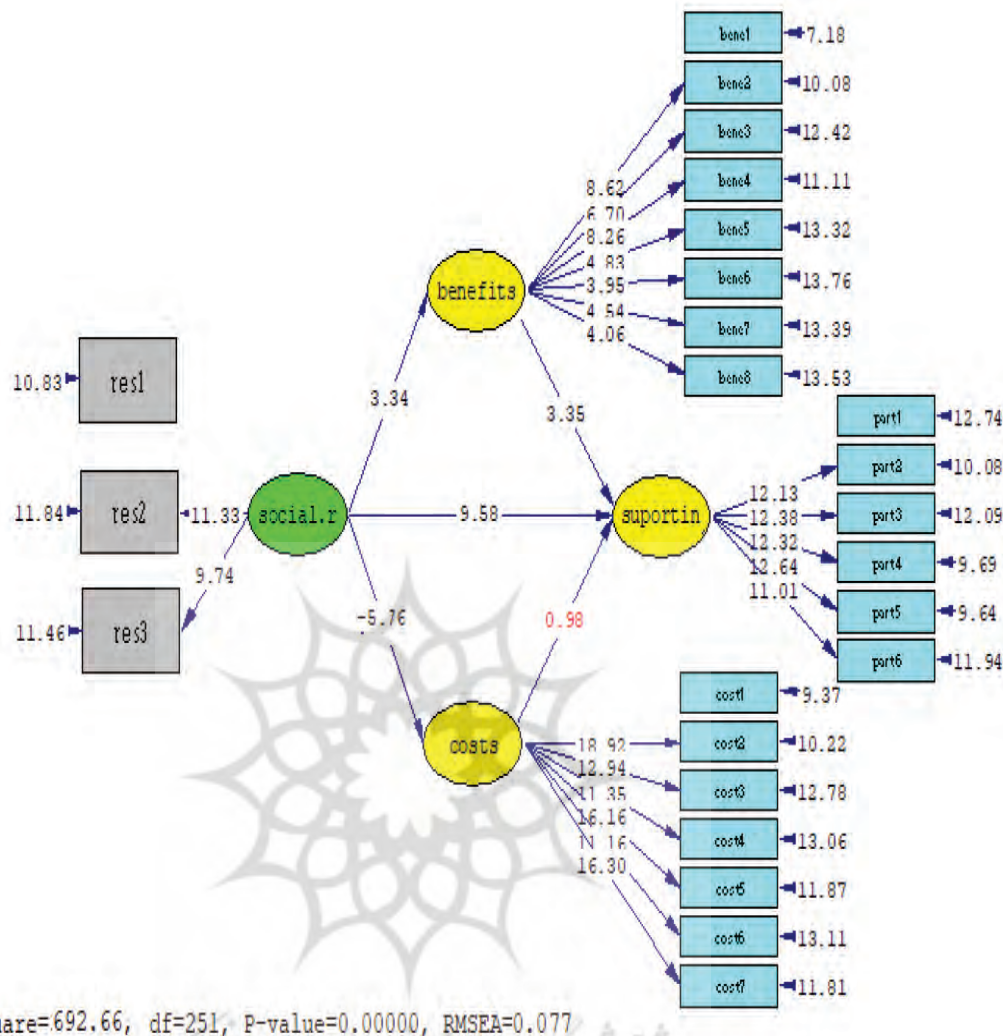 bene1 7.18
bene2 10.08
bene3 12.42
bene4 11.11
bene5 13.32
bene6 13.76
bene7 13.39
bene8 13.53
8.62
6.70
8.26
4.83
3.95
4.54
4.06
benefits
3.34
3.35
10.83 res1
11.84 res2 11.33
11.46 res3
9.74
social.r
9.58
suportin
-5.76
0.98
part1 12.74
part2 10.08
part3 12.09
part4 9.69
part5 9.64
part6 11.94
12.13
12.38
12.32
12.64
11.01
costs
cost1 9.37
cost2 10.22
cost3 12.78
cost4 13.06
cost5 11.87
cost6 13.11
cost7 11.81
18.92
12.94
11.35
16.16
11.16
16.30
uare=692.66, df=251, P-value=0.00000, RMSEA=0.077